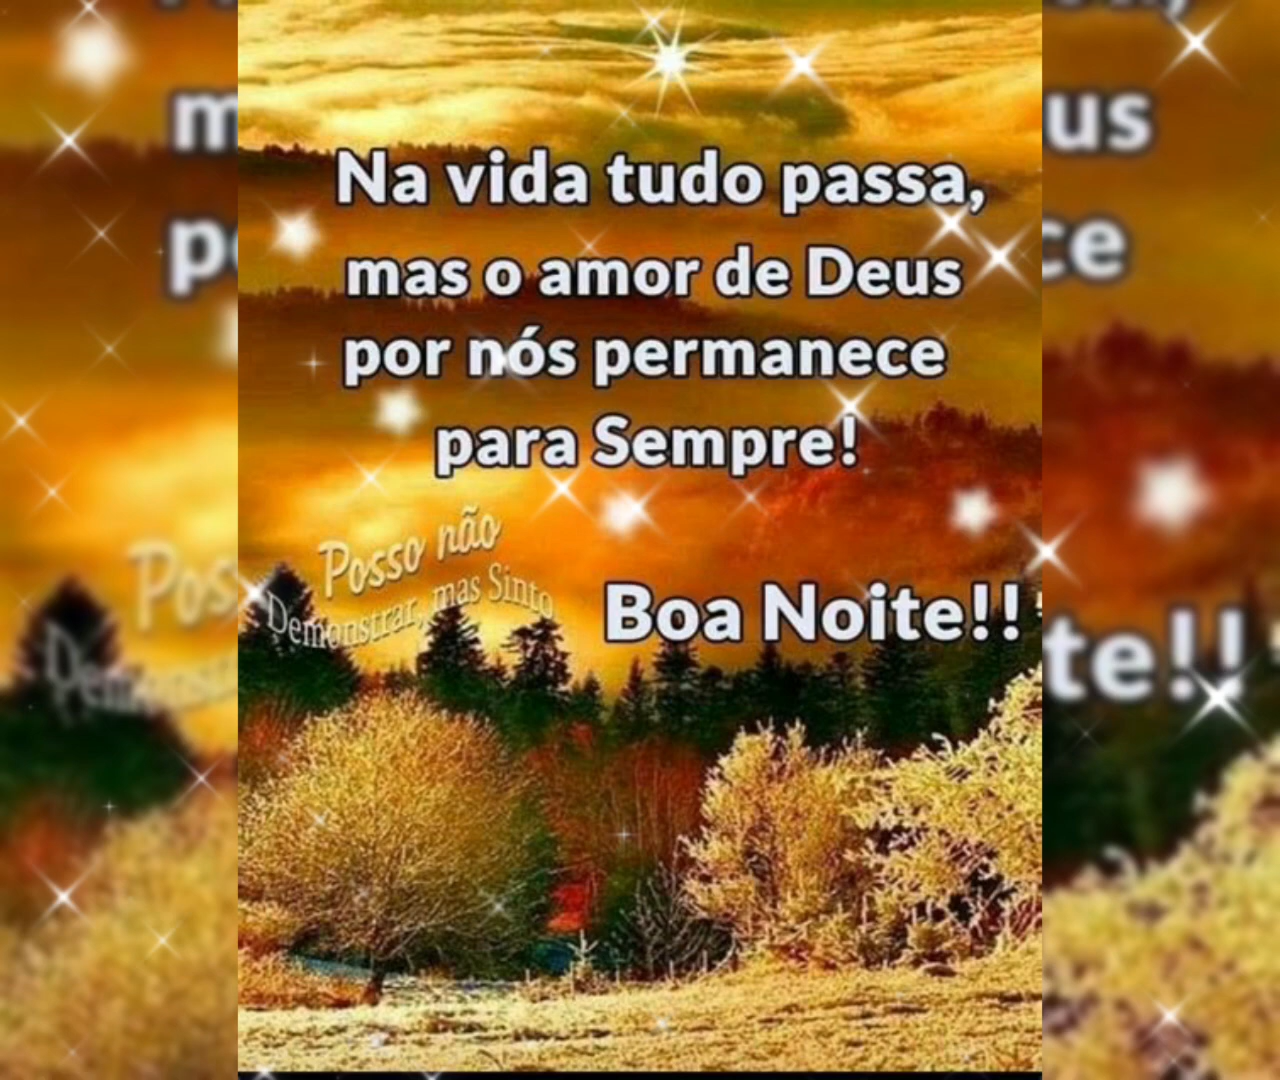 Na vida tudo passa,
mas o amor de Deus
por nós permanece
para Sempre!
Posso não
Demonstrar, mas Sinto
Boa Noite!!